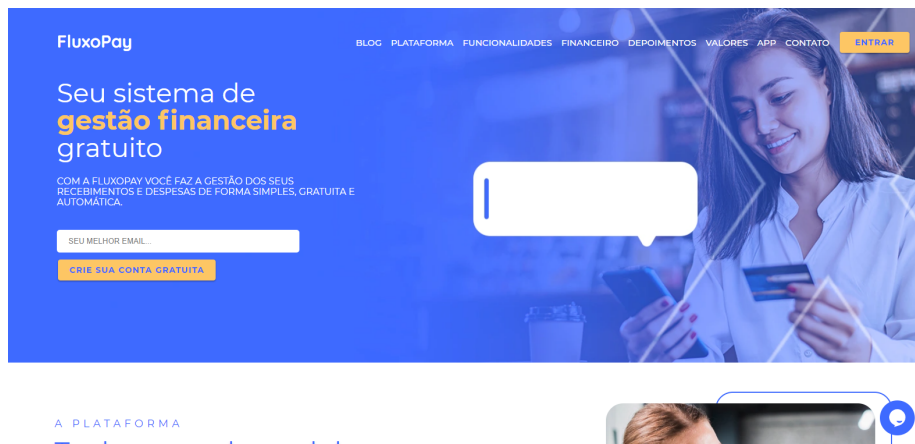 FluxoPay
BLOG PLATAFORMA FUNCIONALIDADES FINANCEIRO DEPOIMENTOS VALORES APP CONTATO ENTRAR
Seu sistema de
gestão financeira
gratuito
COM A FLUXOPAY VOCÊ FAZ A GESTÃO DOS SEUS
RECEBIMENTOS E DESPESAS DE FORMA SIMPLES, GRATUITA E
AUTOMÁTICA.
SEU MELHOR EMAIL...
CRIE SUA CONTA GRATUITA
A PLATAFORMA